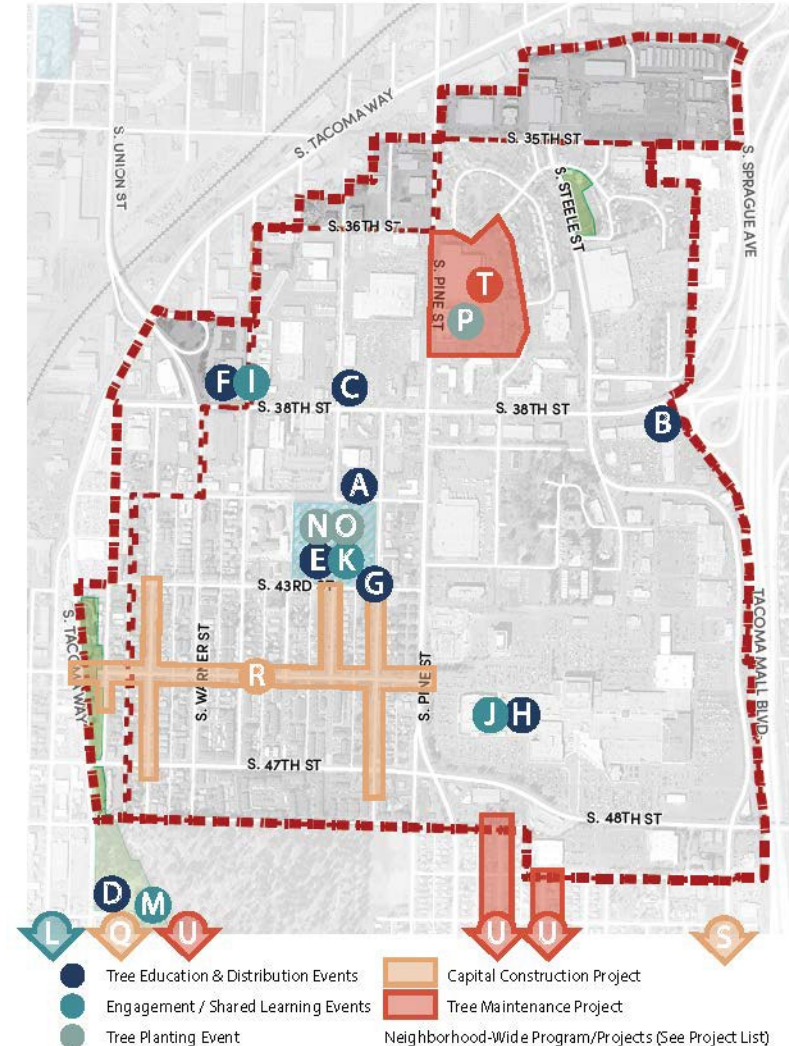 S. TACOMA WAY
S. UNION ST
S. 35TH ST
S. SPRAGUE AVE
S. STEELE ST
S. 36TH ST
S. PINE ST
T
P
F
I
C
S. 38TH ST
S. 38TH ST
B
A
N
O
E
K
S. 43RD ST
G
S. TACOMA WAY
S. WARNER ST
R
S. PINE ST
TACOMA MALL BLVD.
J
H
S. 47TH ST
S. 48TH ST
D
M
L
Q
U
U
U
S
Tree Education & Distribution Events
Capital Construction Project
Engagement / Shared Learning Events
Tree Maintenance Project
Tree Planting Event
Neighborhood-Wide Program/Projects (See Project List)